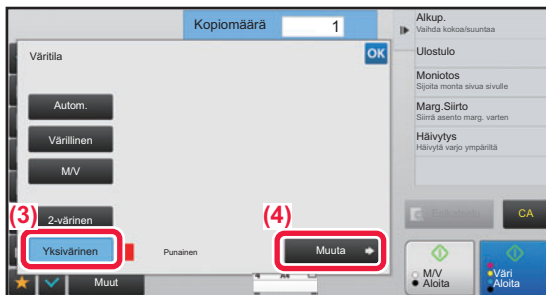 Kopiomäärä 1
Väritila
OK
Autom.
Värillinen
M/V
(3)
2-värinen
Yksivärinen
Punainen
(4)
Muuta
Muut
A4
Alkup.
Vaihda kokoa/suuntaa
Ulostulo
Moniotos
Sijoita monta sivua sivulle
Marg.Siirto
Siirrä asento marg. varten
Häivytys
Häivytä varjo ympäriltä
CA
M/V
Aloita
Väri
Aloita